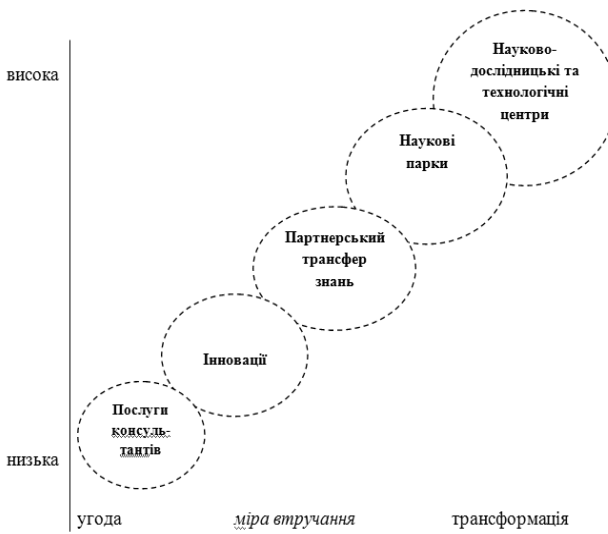 Науково-
дослідницькі та
технологічні
центри
висока
Наукові
парки
Партнерський
трансфер
знань
Інновації
Послуги
консуль-
тантів
низька
угода міра втручання трансформація